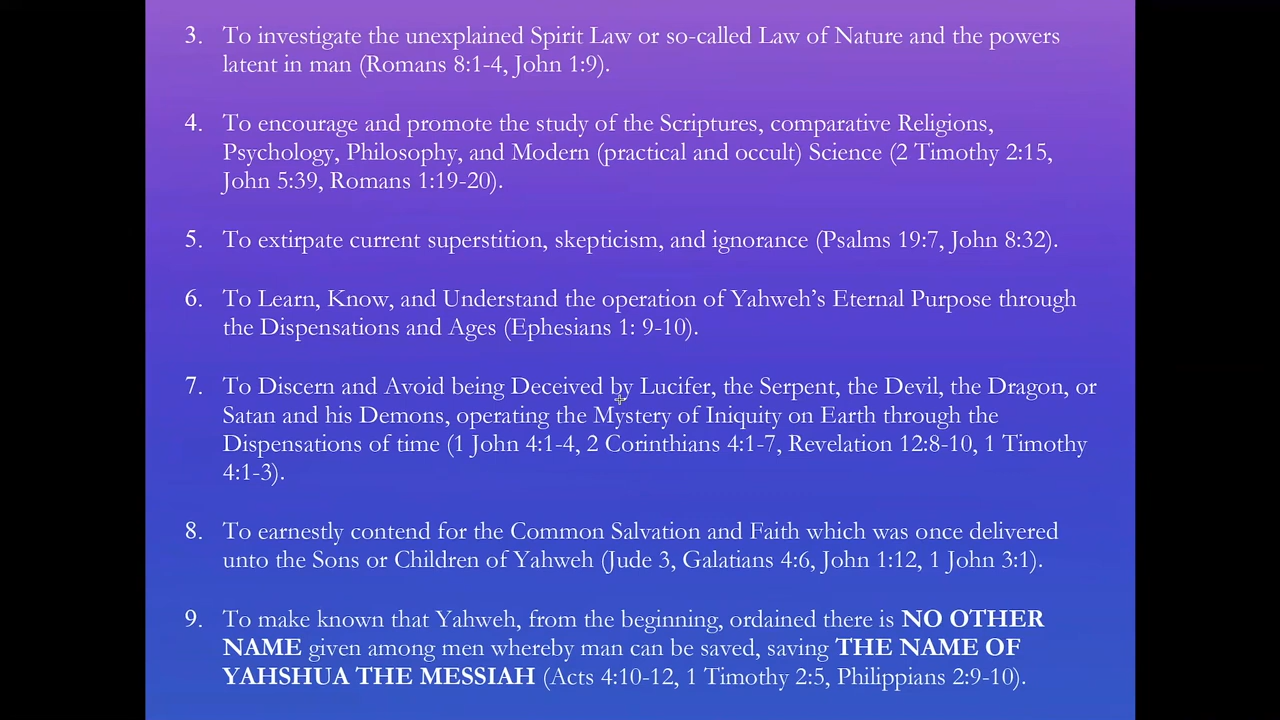 3. To investigate the unexplained Spirit Law or so-called Law of Nature and the powers
latent in man (Romans 8:1-4, John 1:9).
4. To encourage and promote the study of the Scriptures, comparative Religions,
Psychology, Philosophy, and Modern (practical and occult) Science (2 Timothy 2:15,
John 5:39, Romans 1:19-20).
5. To extirpate current superstition, skepticism, and ignorance (Psalms 19:7, John 8:32).
6. To Learn, Know, and Understand the operation of Yahweh’s Eternal Purpose through
the Dispensations and Ages (Ephesians 1: 9-10).
7. To Discern and Avoid being Deceived by Lucifer, the Serpent, the Devil, the Dragon, or
Satan and his Demons, operating the Mystery of Iniquity on Earth through the
Dispensations of time (1 John 4:1-4, 2 Corinthians 4:1-7, Revelation 12:8-10, 1 Timothy
4:1-3).
8. To earnestly contend for the Common Salvation and Faith which was once delivered
unto the Sons or Children of Yahweh (Jude 3, Galatians 4:6, John 1:12, 1 John 3:1).
9. To make known that Yahweh, from the beginning, ordained there is NO OTHER
NAME given among men whereby man can be saved, saving THE NAME OF
YAHSHUA THE MESSIAH (Acts 4:10-12, 1 Timothy 2:5, Philippians 2:9-10).